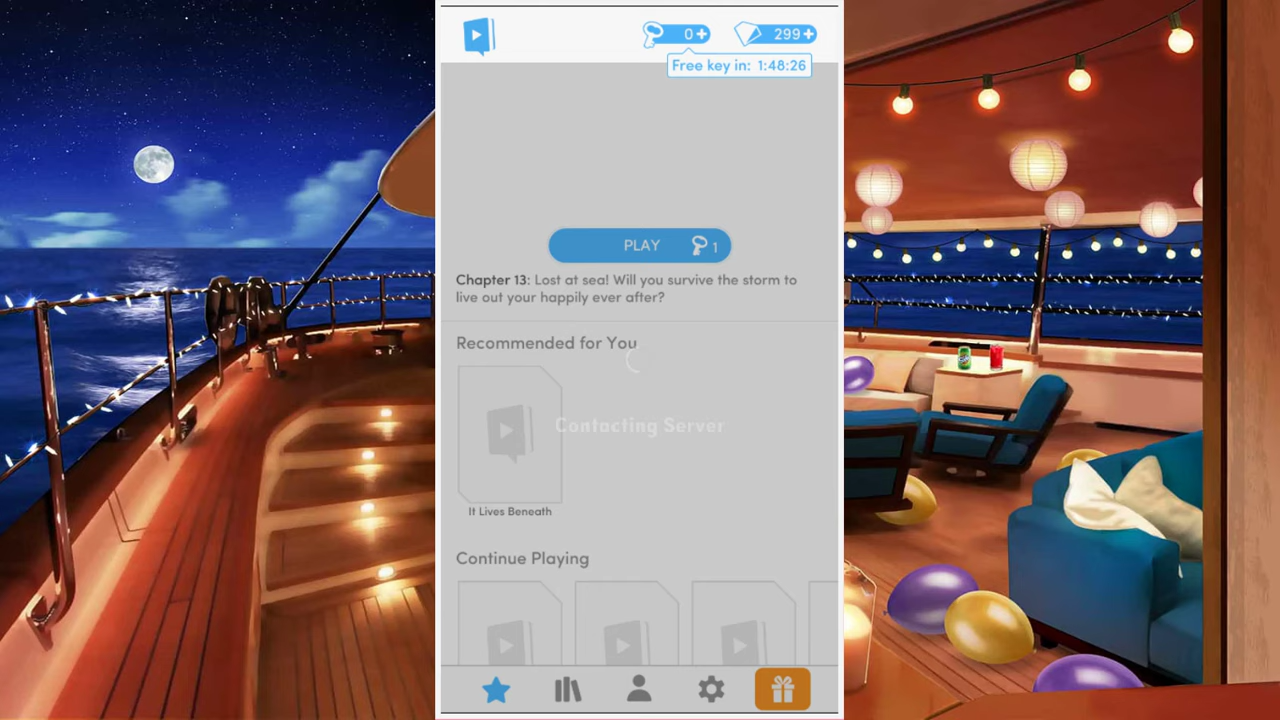 0+
299+
Free key in: 1:48:26
PLAY 1
Chapter 13: Lost at sea! Will you survive the storm to
live out your happily ever after?
Recommended for You
Contacting Server
It Lives Beneath
Continue Playing